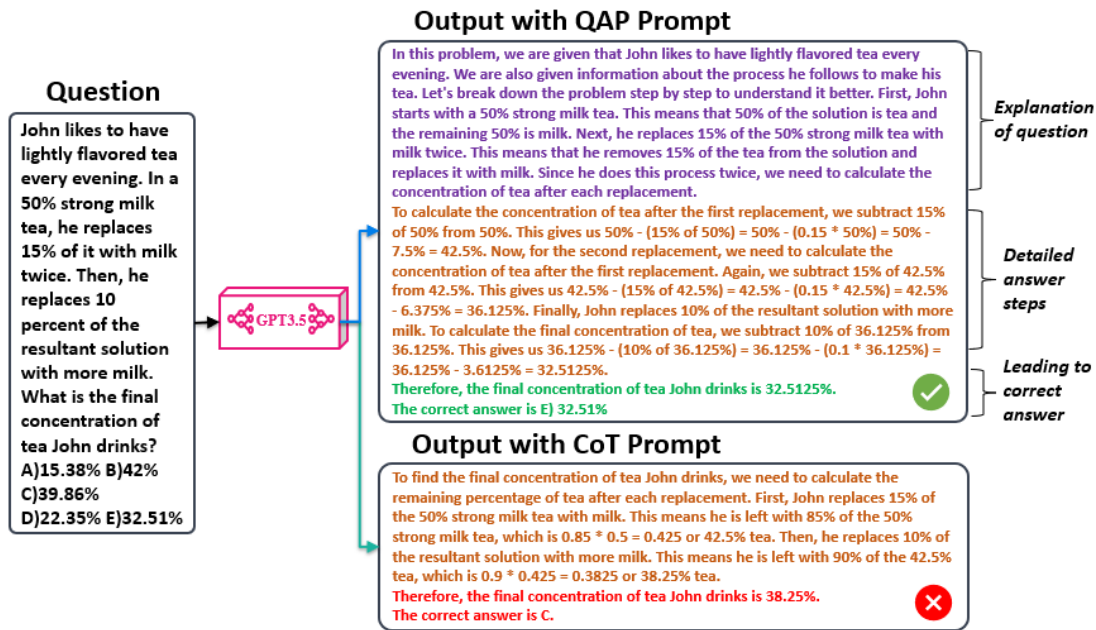 Output with QAP Prompt
In this problem, we are given that John likes to have lightly flavored tea every
evening. We are also given information about the process he follows to make his
tea. Let's break down the problem step by step to understand it better. First, John
starts with a 50% strong milk tea. This means that 50% of the solution is tea and
the remaining 50% is milk. Next, he replaces 15% of the 50% strong milk tea with
milk twice. This means that he removes 15% of the tea from the solution and
replaces it with milk. Since he does this process twice, we need to calculate the
concentration of tea after each replacement.
To calculate the concentration of tea after the first replacement, we subtract 15%
of 50% from 50%. This gives us 50% - (15% of 50%) = 50% - (0.15 * 50%) = 50% -
7.5% = 42.5%. Now, for the second replacement, we need to calculate the
concentration of tea after the first replacement. Again, we subtract 15% of 42.5%
from 42.5%. This gives us 42.5% - (15% of 42.5%) = 42.5% - (0.15 * 42.5%) = 42.5%
- 6.375% = 36.125%. Finally, John replaces 10% of the resultant solution with more
milk. To calculate the final concentration of tea, we subtract 10% of 36.125% from
36.125%. This gives us 36.125% - (10% of 36.125%) = 36.125% - (0.1 * 36.125%) =
36.125% - 3.6125% = 32.5125%.
Therefore, the final concentration of tea John drinks is 32.5125%.
The correct answer is E) 32.51%
Explanation
of question
Detailed
answer
steps
Leading to
correct
answer
Question
John likes to have
lightly flavored tea
every evening. In a
50% strong milk
tea, he replaces
15% of it with milk
twice. Then, he
replaces 10
percent of the
resultant solution
with more milk.
What is the final
concentration of
tea John drinks?
A)15.38% B)42%
C)39.86%
D)22.35% E)32.51%
GPT3.5
Output with CoT Prompt
To find the final concentration of tea John drinks, we need to calculate the
remaining percentage of tea after each replacement. First, John replaces 15% of
the 50% strong milk tea with milk. This means he is left with 85% of the 50%
strong milk tea, which is 0.85 * 0.5 = 0.425 or 42.5% tea. Then, he replaces 10% of
the resultant solution with more milk. This means he is left with 90% of the 42.5%
tea, which is 0.9 * 0.425 = 0.3825 or 38.25% tea.
Therefore, the final concentration of tea John drinks is 38.25%.
The correct answer is C.